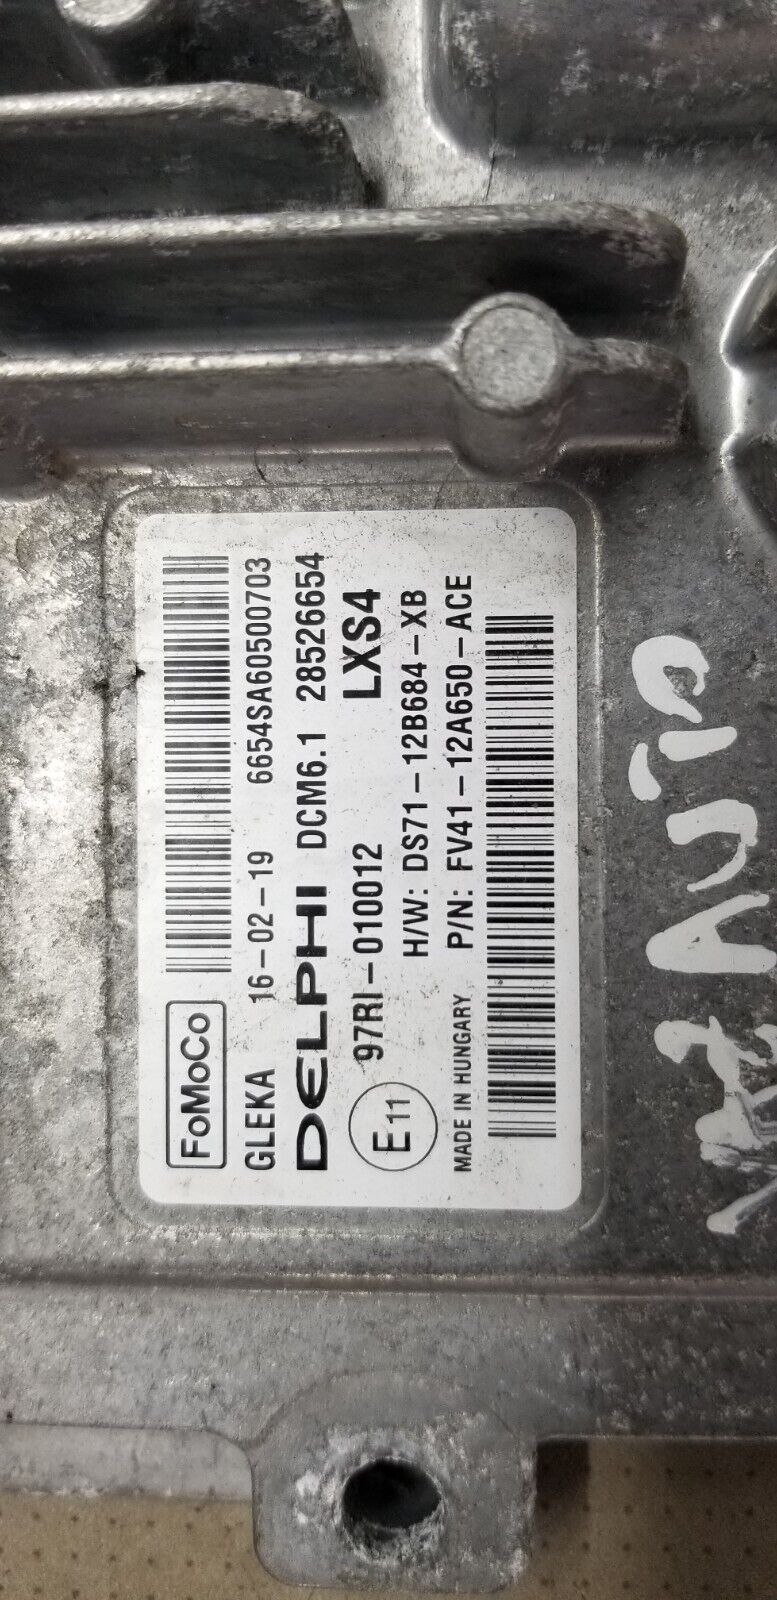 FoMoCo
GLEKA 16-02-19 6654SA60500703
DELPHI DCM6.1 28526654
E11 97RI-010012 LXS4
H/W: DS71-12B684-XB
MADE IN HUNGARY P/N: FV41-12A650-ACE